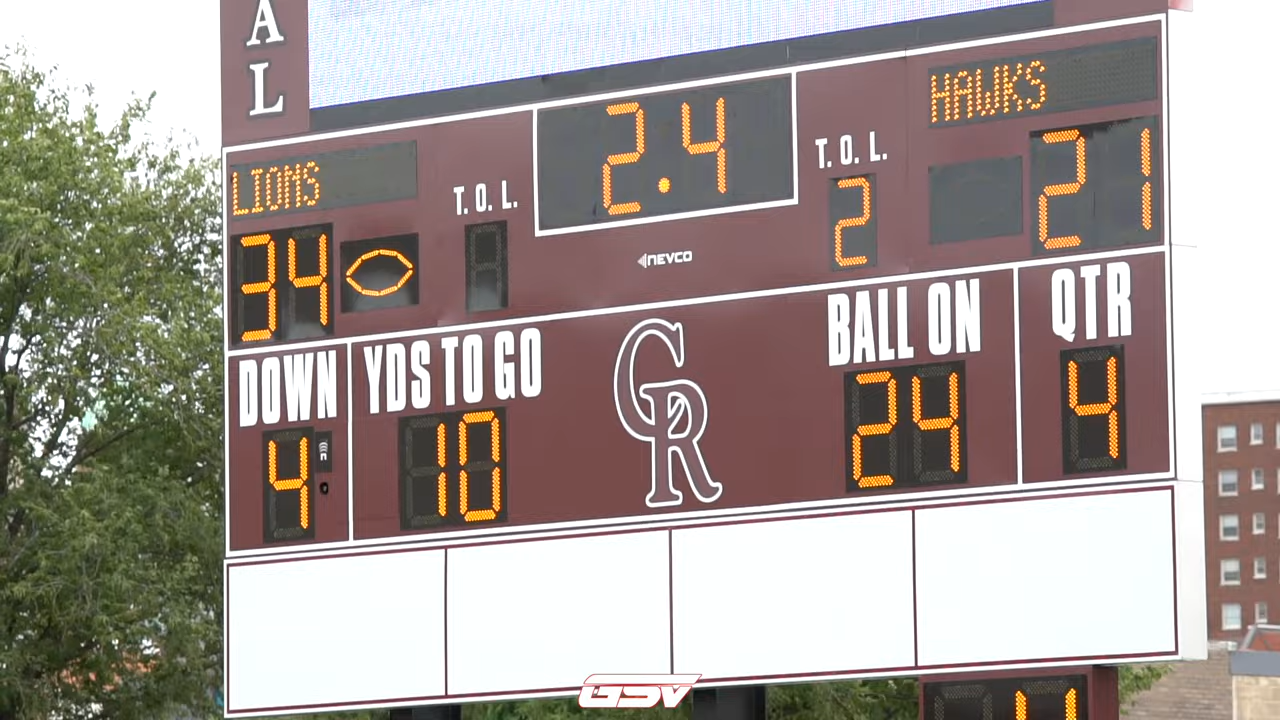 AL
LIONS
2.4
HAWKS
34
T. O. L.
T. O. L.
2
21
NEVCO
DOWN
YDS TO GO
BALL ON
QTR
4
10
CR
24
4
GSV